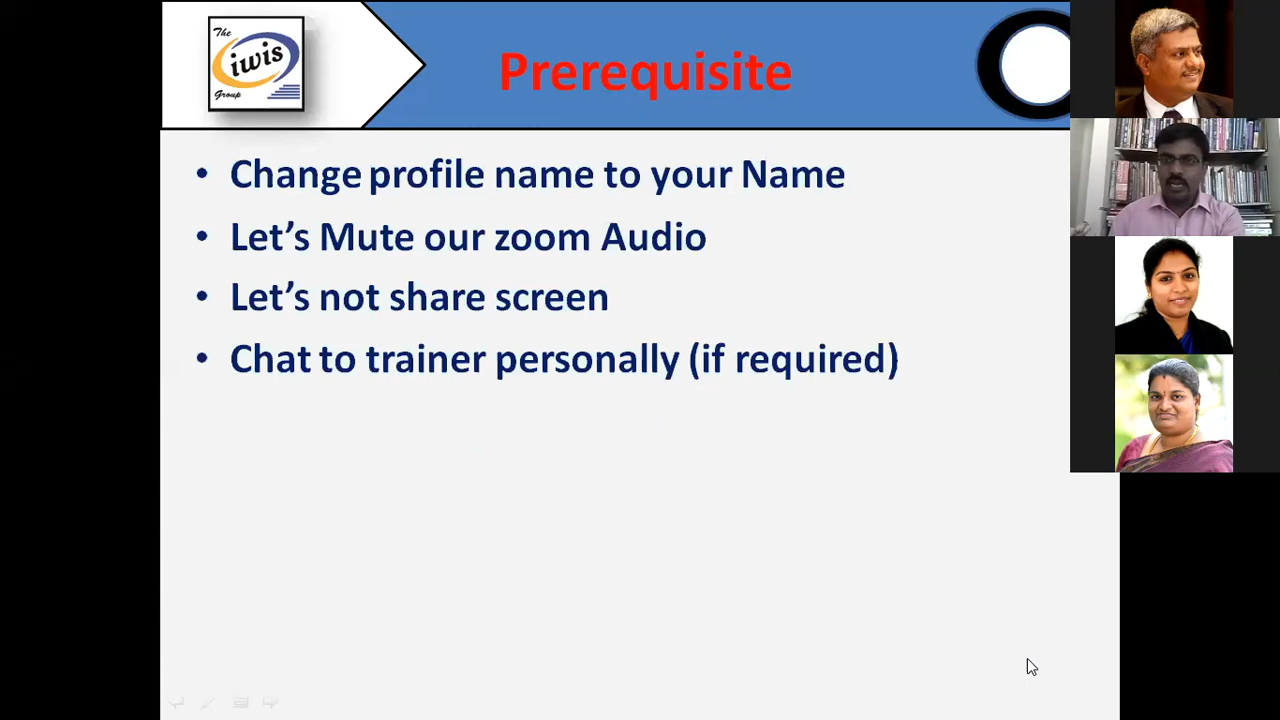 The
iwis
Group
Prerequisite
• Change profile name to your Name
• Let's Mute our zoom Audio
• Let's not share screen
• Chat to trainer personally (if required)